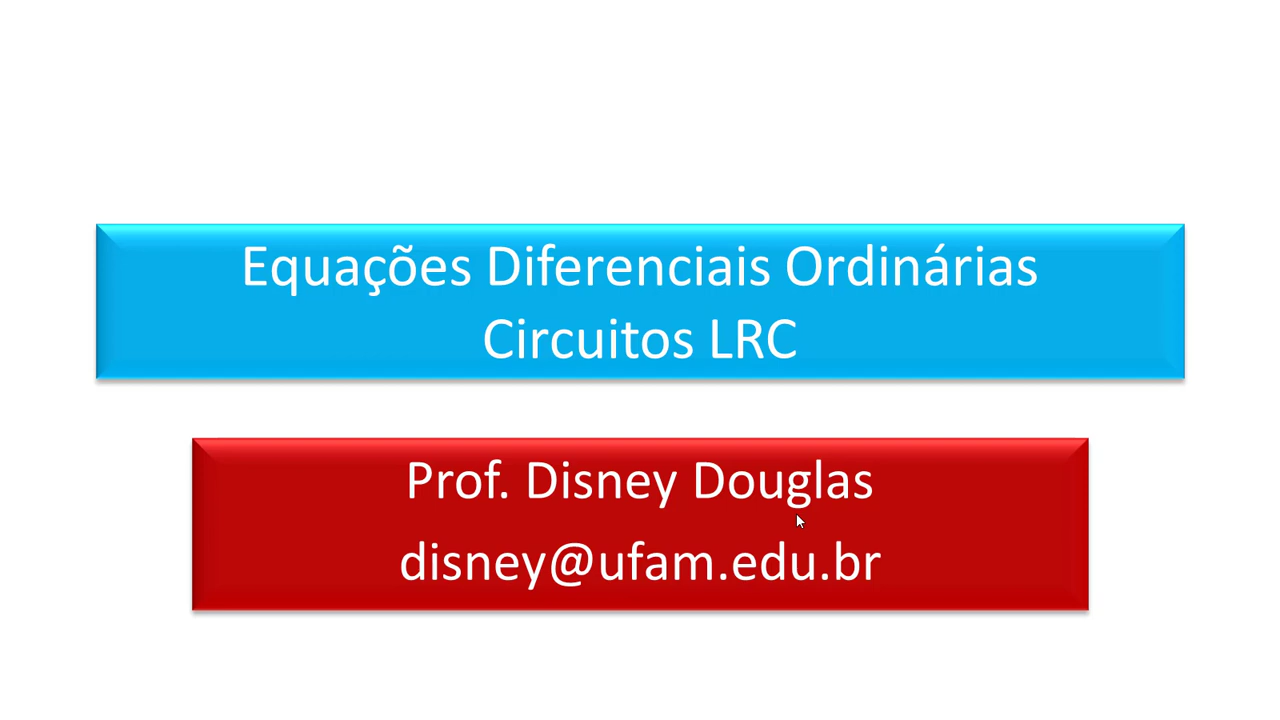 Equações Diferenciais Ordinárias
Circuitos LRC
Prof. Disney Douglas
disney@ufam.edu.br